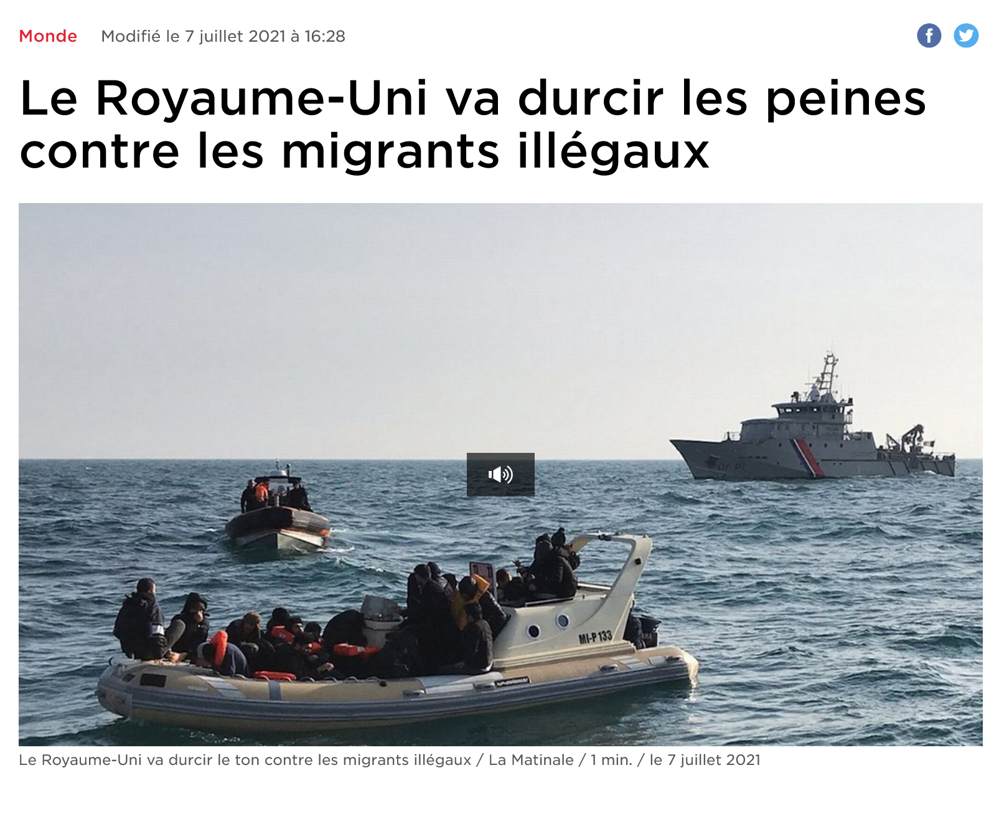 Monde Modifié le 7 juillet 2021 à 16:28
Le Royaume-Uni va durcir les peines
contre les migrants illégaux
MI-P 133
Le Royaume-Uni va durcir le ton contre les migrants illégaux / La Matinale / 1 min. / le 7 juillet 2021